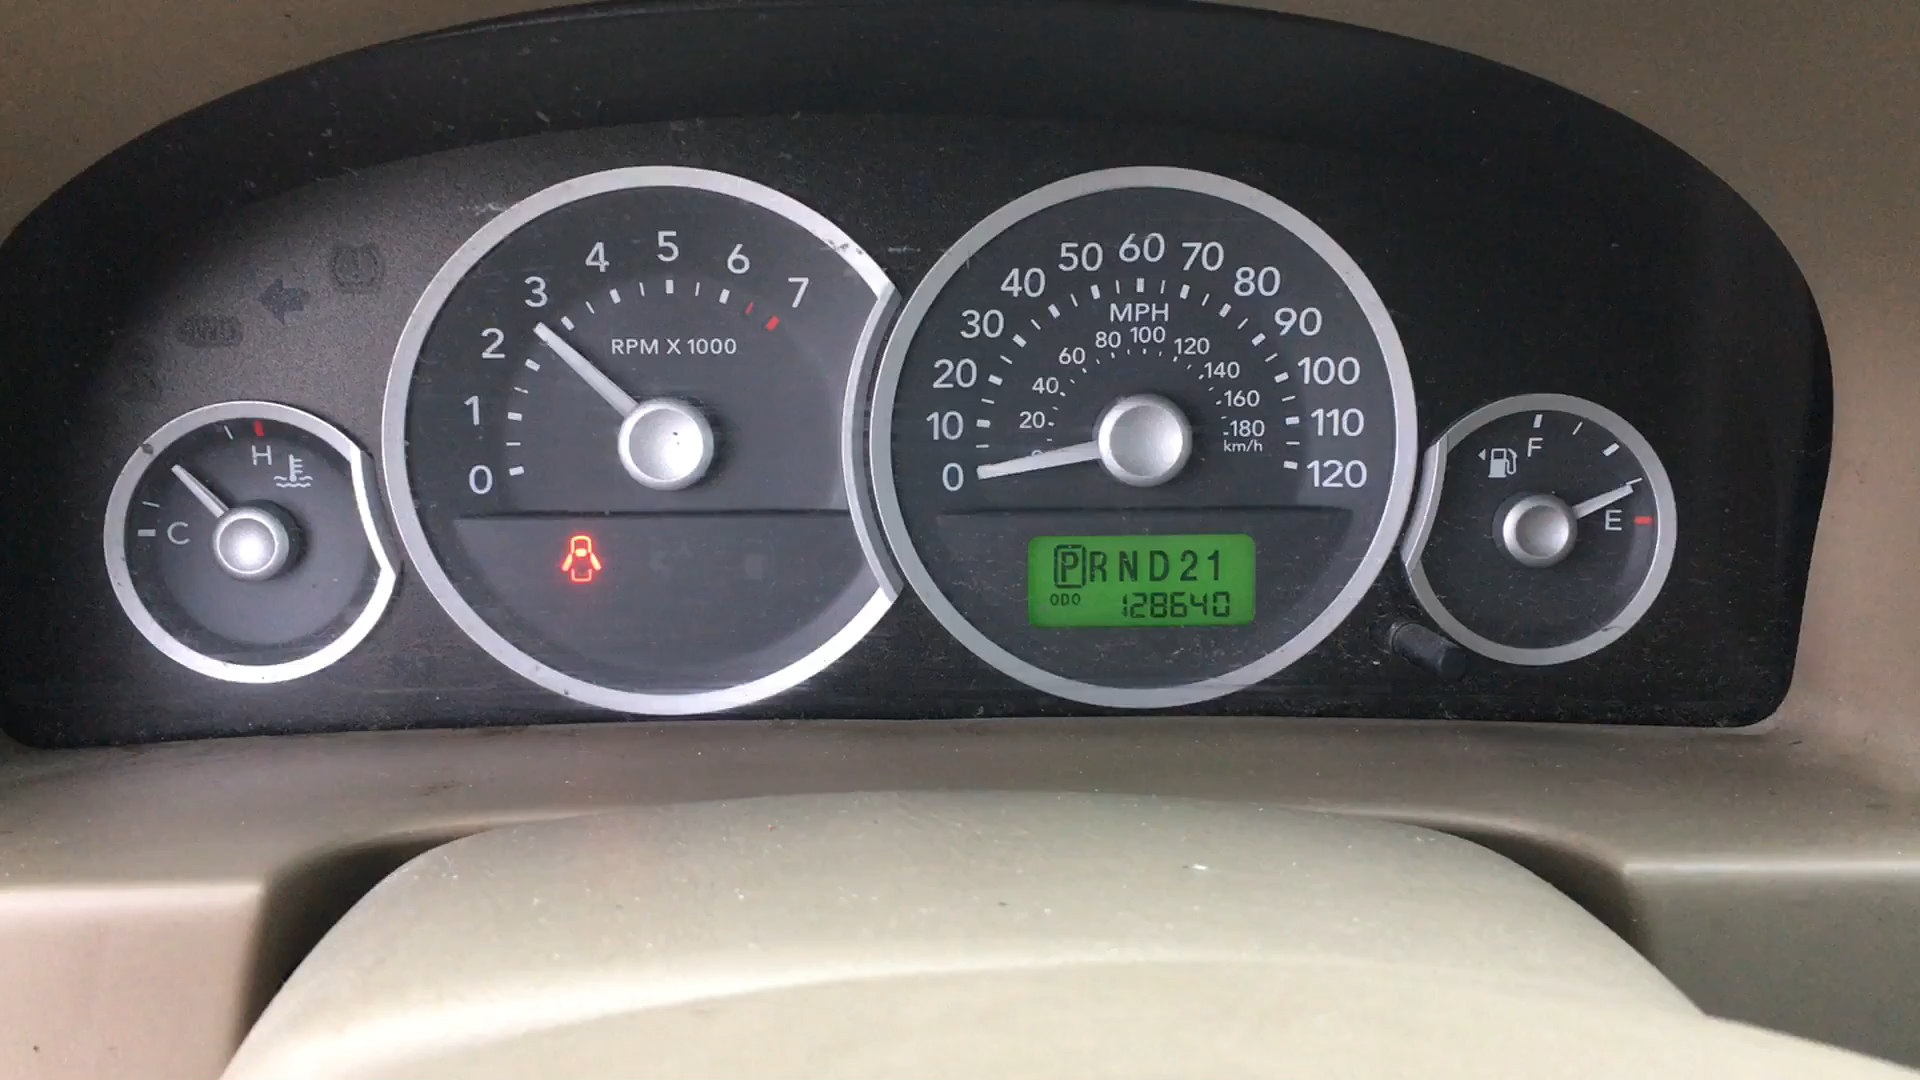 0 1 2 3 4 5 6 7
RPM X 1000
0 10 20 30 40 50 60 70 80 90 100 110 120
MPH
20 40 60 80 100 120 140 160 180
km/h
4WD
H
C
F
E
PRND21
ODO 128640